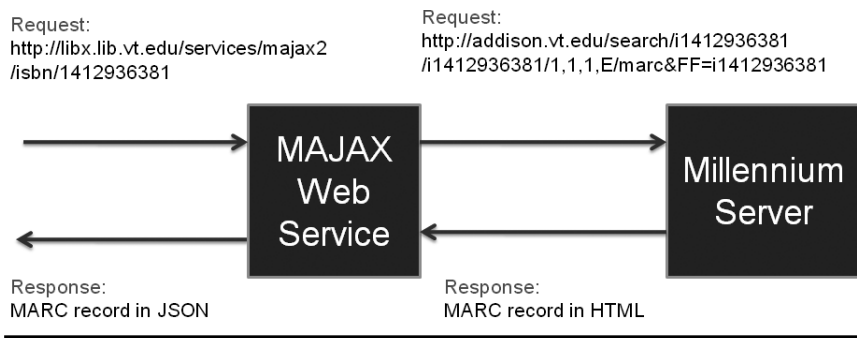 Request:
http://libx.lib.vt.edu/services/majax2
/isbn/1412936381
Request:
http://addison.vt.edu/search/i1412936381
/i1412936381/1,1,1,E/marc&FF=i1412936381
MAJAX
Web
Service
Millennium
Server
Response:
MARC record in JSON
Response:
MARC record in HTML